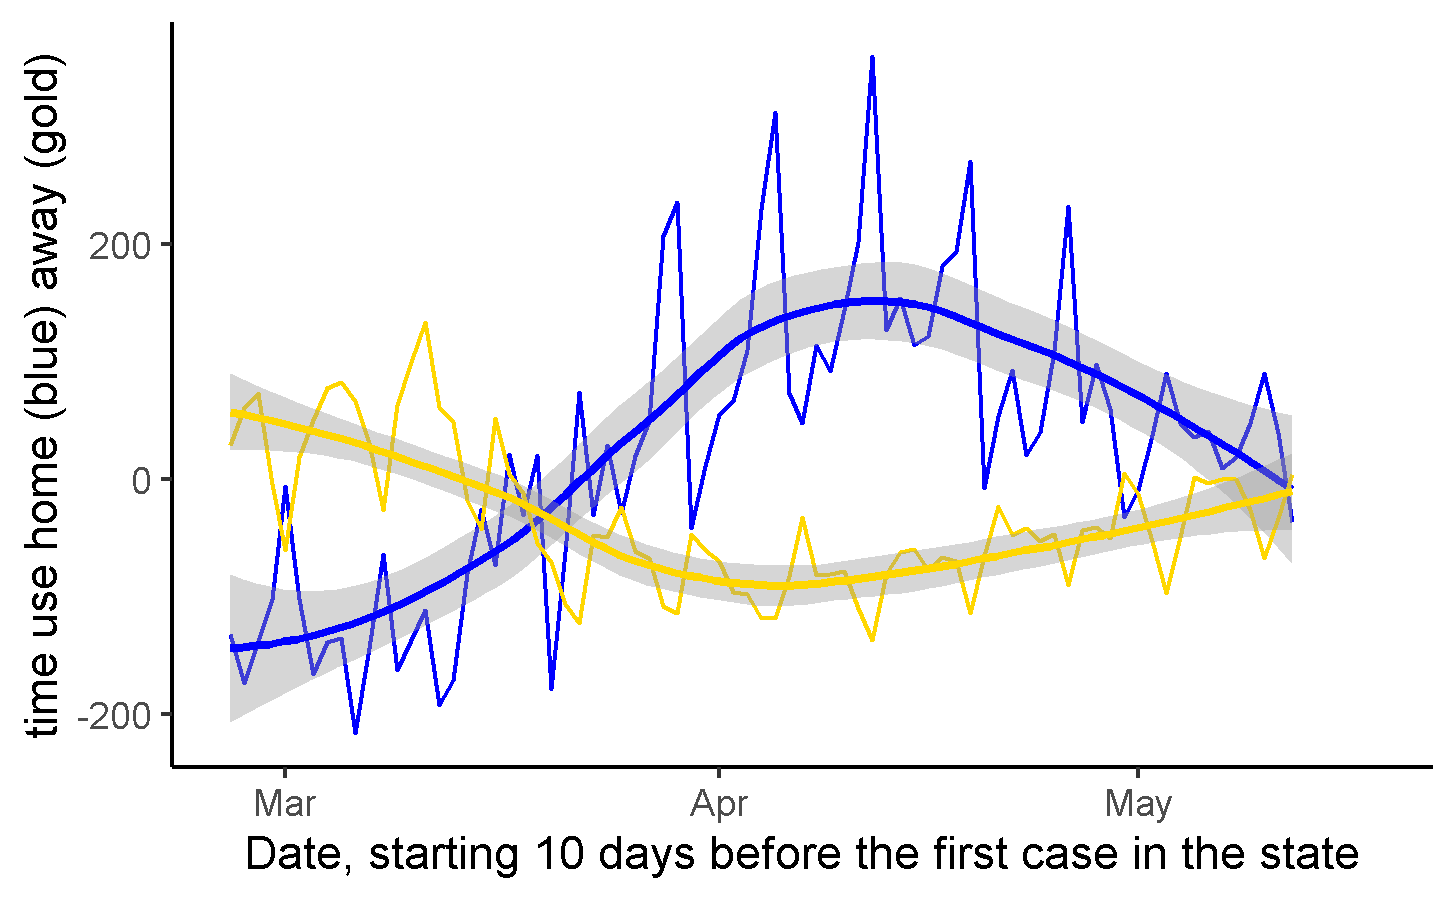 time use home (blue) away (gold)
200
0
-200
Mar
Apr
May
Date, starting 10 days before the first case in the state